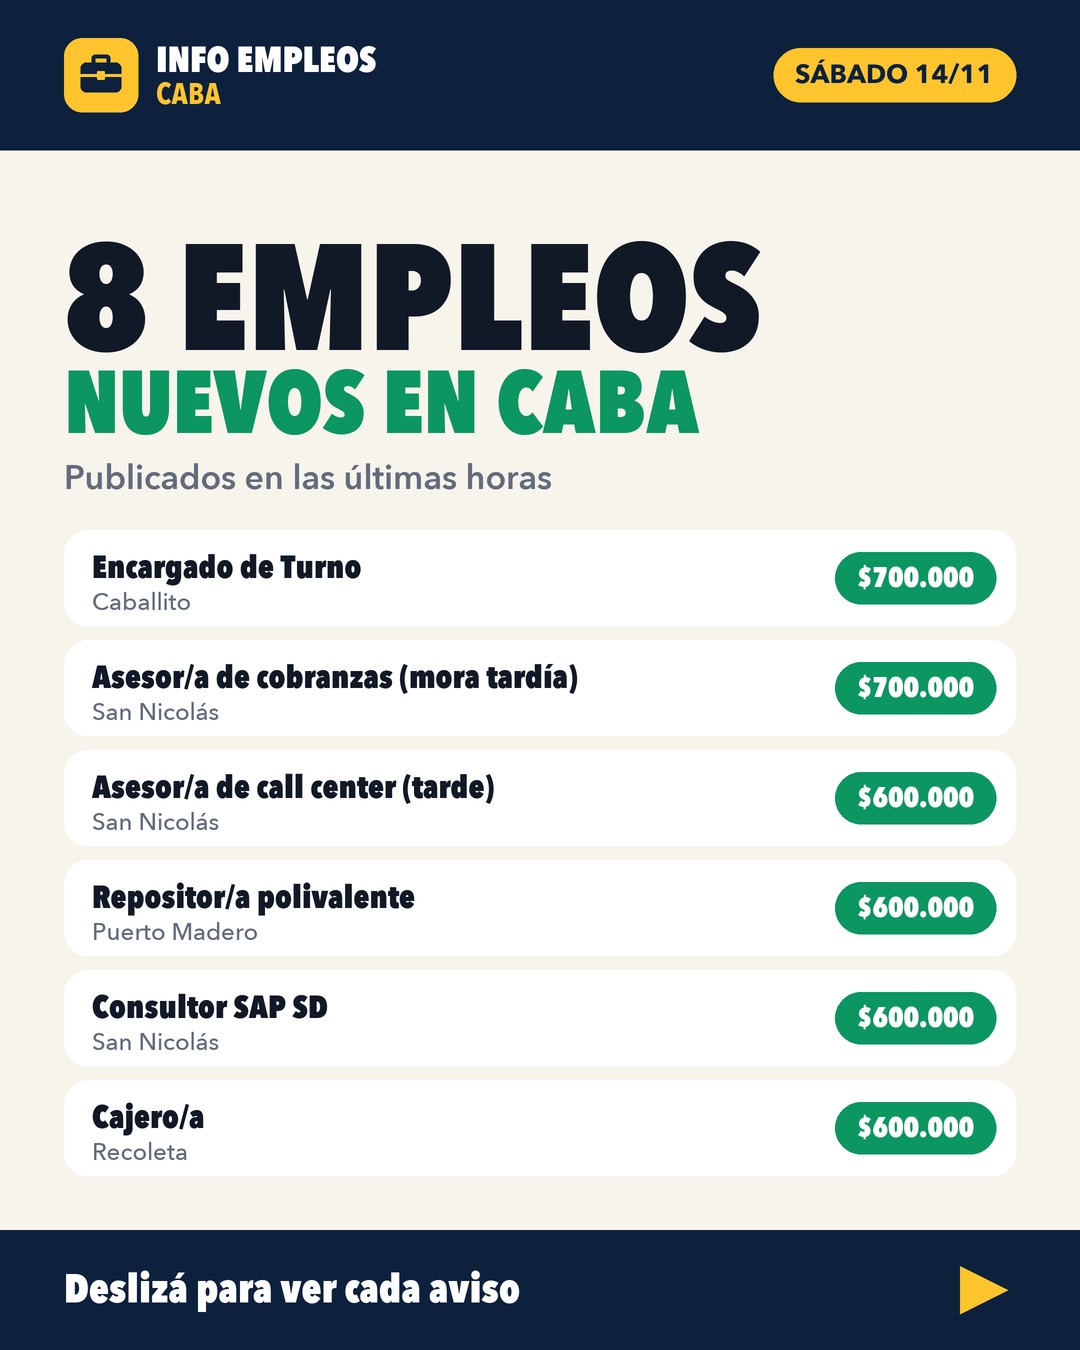 INFO EMPLEOS
CABA
SÁBADO 14/11
8 EMPLEOS
NUEVOS EN CABA
Publicados en las últimas horas
Encargado de Turno
Caballito
$700.000
Asesor/a de cobranzas (mora tardía)
San Nicolás
$700.000
Asesor/a de call center (tarde)
San Nicolás
$600.000
Repositor/a polivalente
Puerto Madero
$600.000
Consultor SAP SD
San Nicolás
$600.000
Cajero/a
Recoleta
$600.000
Deslizá para ver cada aviso